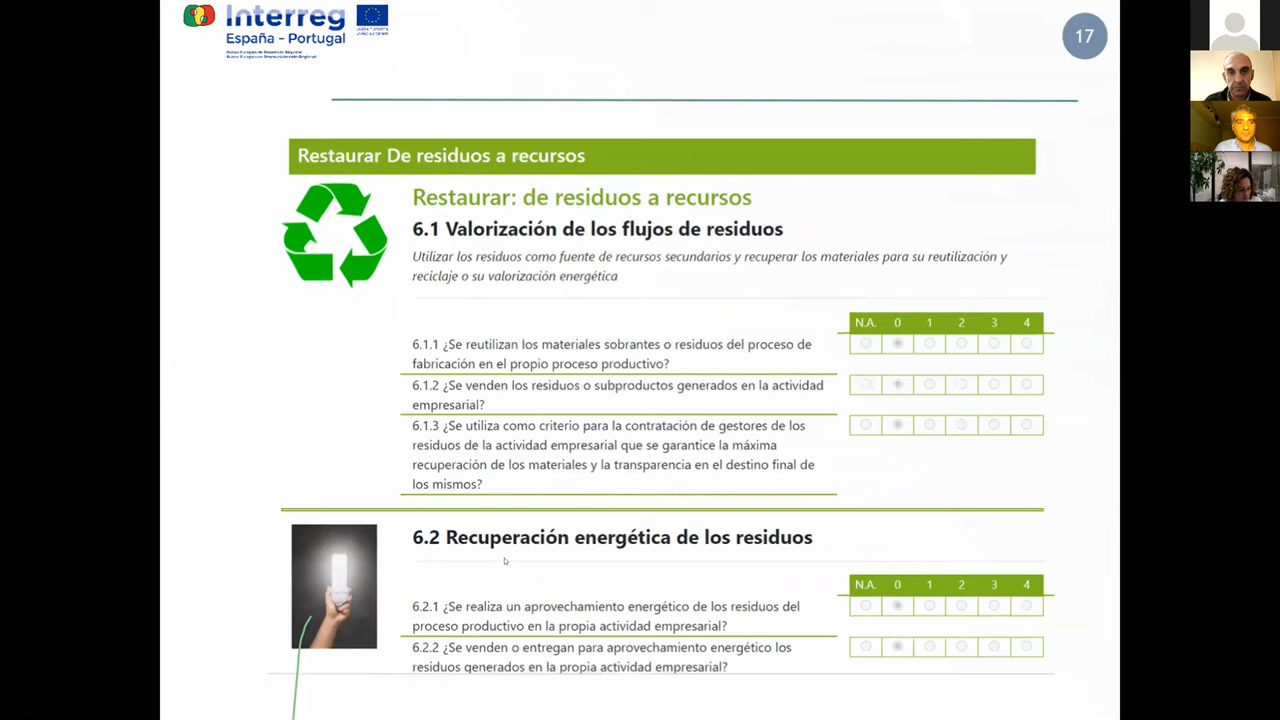 Interreg
España - Portugal
17
Restaurar De residuos a recursos
Restaurar: de residuos a recursos
6.1 Valorización de los flujos de residuos
Utilizar los residuos como fuente de recursos secundarios y recuperar los materiales para su reutilización y
reciclaje o su valorización energética
N.A. 0 1 2 3 4
6.1.1 ¿Se reutilizan los materiales sobrantes o residuos del proceso de
fabricación en el propio proceso productivo?
6.1.2 ¿Se venden los residuos o subproductos generados en la actividad
empresarial?
6.1.3 ¿Se utiliza como criterio para la contratación de gestores de los
residuos de la actividad empresarial que se garantice la máxima
recuperación de los materiales y la transparencia en el destino final de
los mismos?
6.2 Recuperación energética de los residuos
N.A. 0 1 2 3 4
6.2.1 ¿Se realiza un aprovechamiento energético de los residuos del
proceso productivo en la propia actividad empresarial?
6.2.2 ¿Se venden o entregan para aprovechamiento energético los
residuos generados en la propia actividad empresarial?